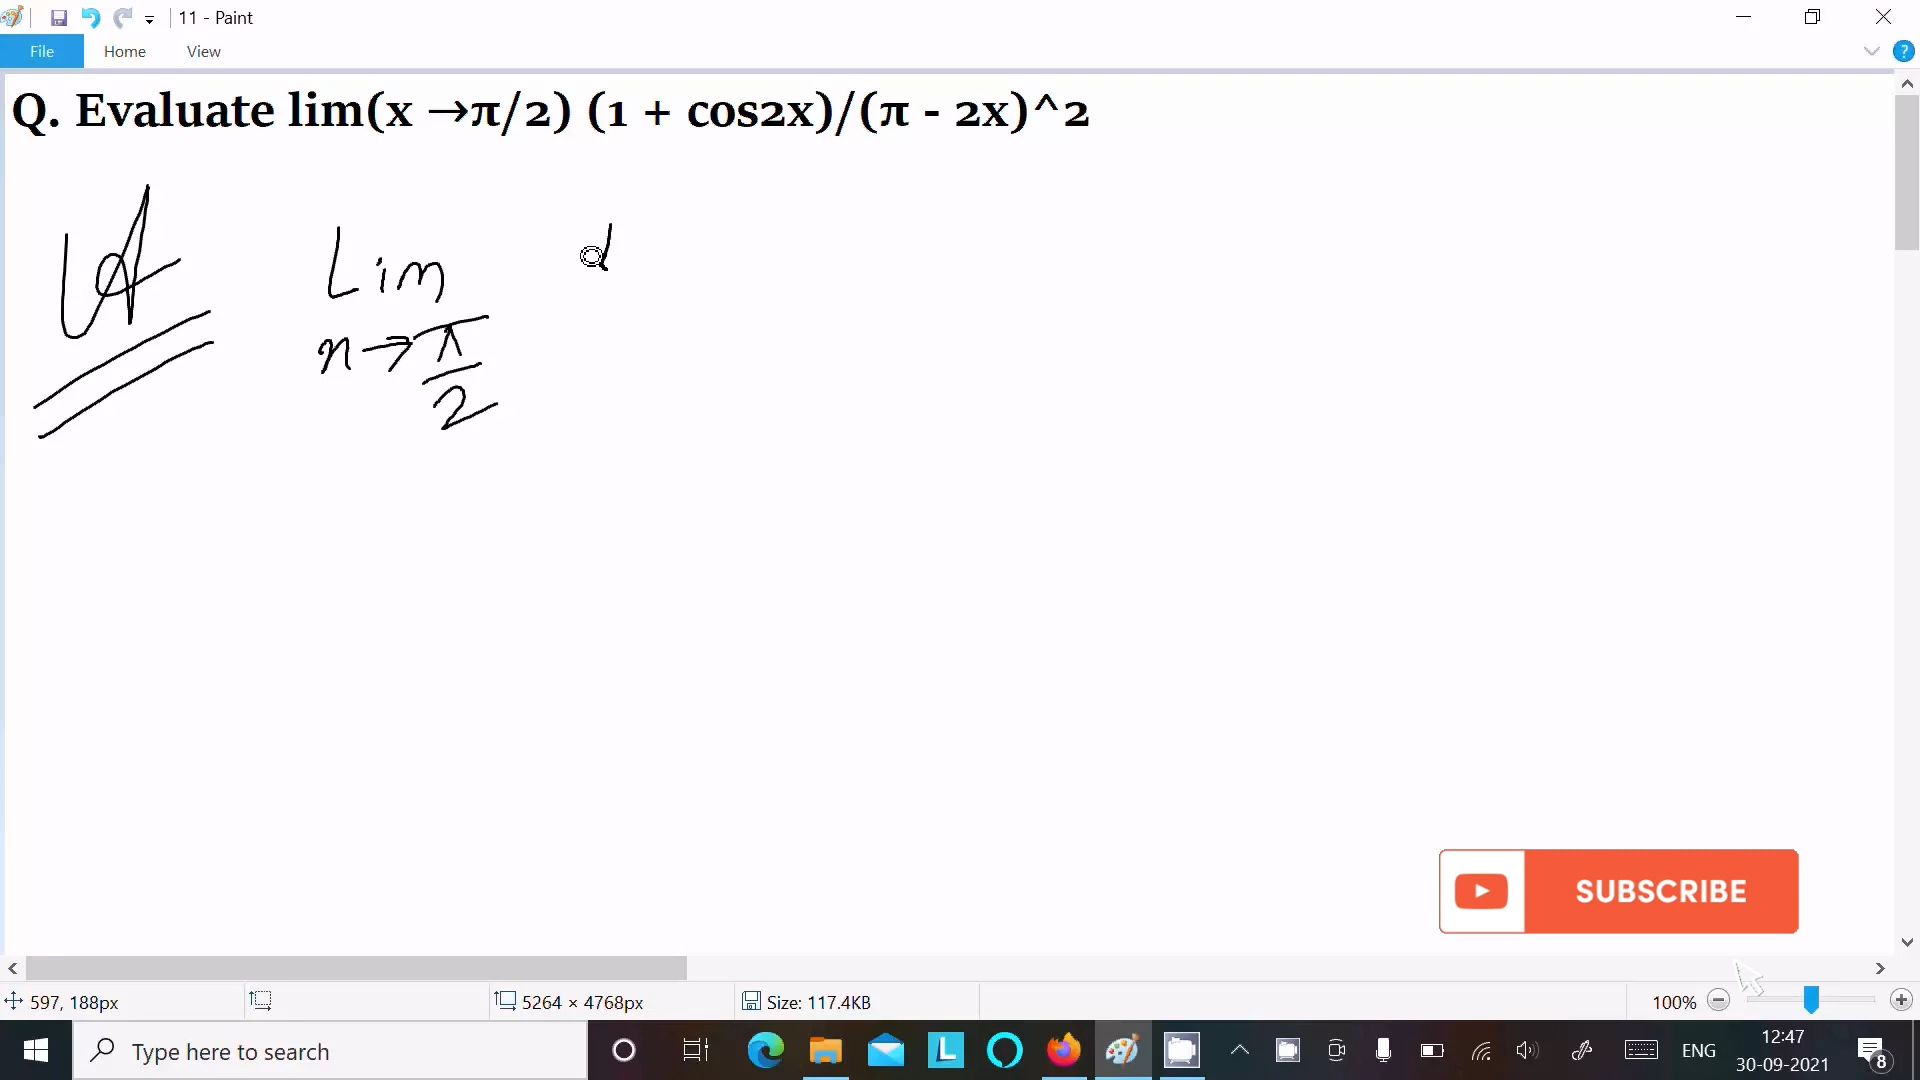 11 - Paint
File Home View
Q. Evaluate lim(x →π/2) (1 + cos2x)/(π - 2x)^2
Lim
x→π/2
SUBSCRIBE
597, 188px 5264 × 4768px Size: 117.4KB 100%
Type here to search
L
ENG
12:47
30-09-2021
8